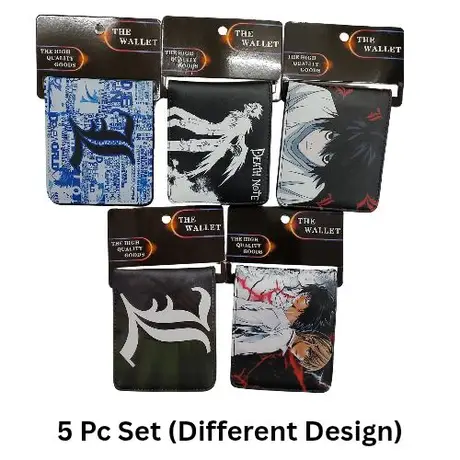 THE
WALLET
THE HIGH
QUALITY
GOODS
THE
WALLET
THE HIGH
QUALITY
GOODS
THE
WALLET
THE HIGH
QUALITY
GOODS
L
DEATH NOTE
THE
WALLET
THE HIGH
QUALITY
GOODS
THE
WALLET
THE HIGH
QUALITY
GOODS
L
5 Pc Set (Different Design)